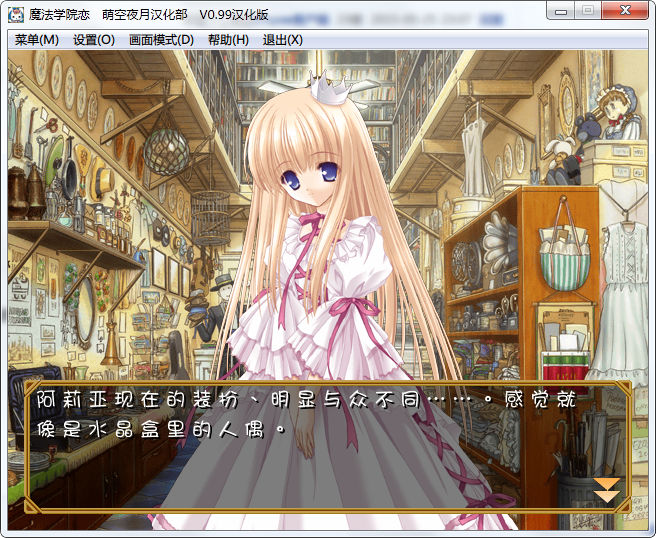 魔法学院恋 萌空夜月汉化部 V0.99汉化版
菜单(M) 设置(O) 画面模式(D) 帮助(H) 退出(X)
阿莉亚现在的装扮、明显与众不同……。感觉就
像是水晶盒里的人偶。